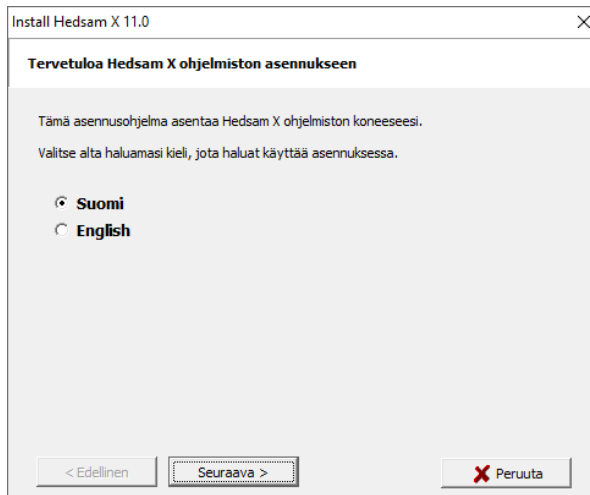 Install Hedsam X 11.0
Tervetuloa Hedsam X ohjelmiston asennukseen
Tämä asennusohjelma asentaa Hedsam X ohjelmiston koneeseesi.
Valitse alta haluamasi kieli, jota haluat käyttää asennuksessa.
Suomi
English
< Edellinen
Seuraava >
Peruuta